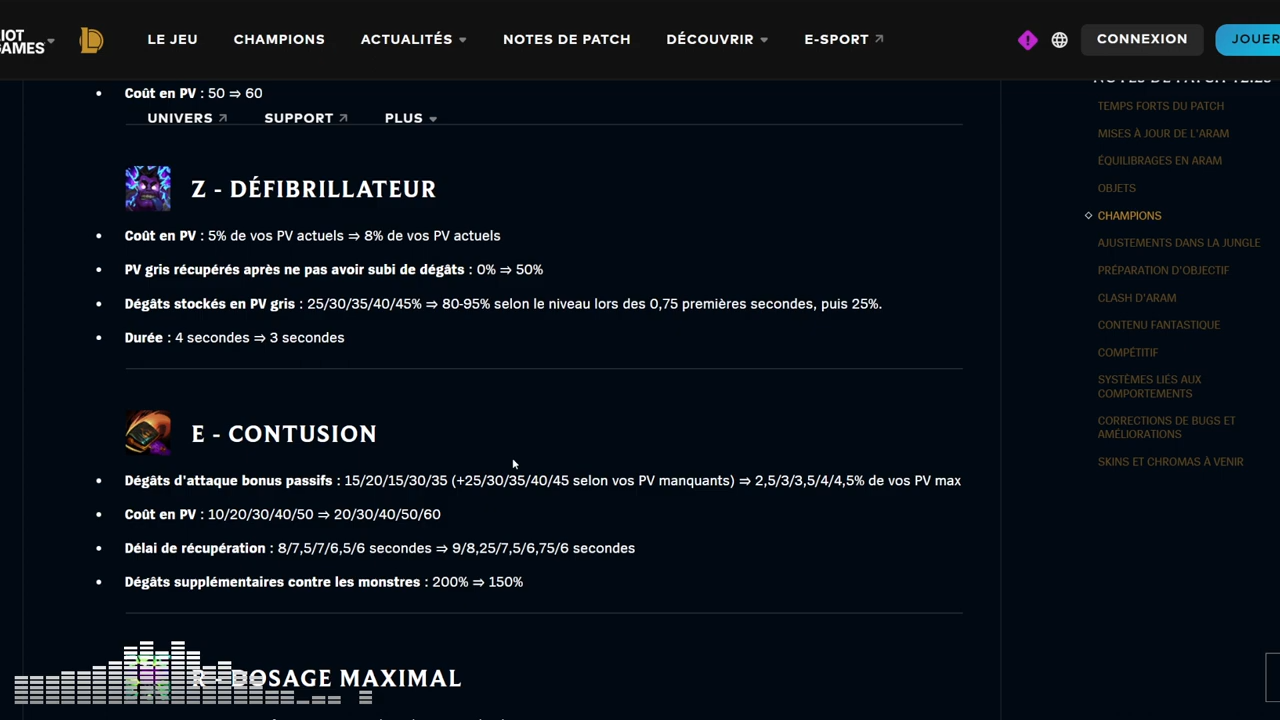 IOT
GAMES
LE JEU
CHAMPIONS
ACTUALITÉS
NOTES DE PATCH
DÉCOUVRIR
E-SPORT
CONNEXION
JOUER
Coût en PV : 50 ⇒ 60
UNIVERS
SUPPORT
PLUS
Z - DÉFIBRILLATEUR
Coût en PV : 5% de vos PV actuels ⇒ 8% de vos PV actuels
PV gris récupérés après ne pas avoir subi de dégâts : 0% ⇒ 50%
Dégâts stockés en PV gris : 25/30/35/40/45% ⇒ 80-95% selon le niveau lors des 0,75 premières secondes, puis 25%.
Durée : 4 secondes ⇒ 3 secondes
E - CONTUSION
Dégâts d'attaque bonus passifs : 15/20/15/30/35 (+25/30/35/40/45 selon vos PV manquants) ⇒ 2,5/3/3,5/4/4,5% de vos PV max
Coût en PV : 10/20/30/40/50 ⇒ 20/30/40/50/60
Délai de récupération : 8/7,5/7/6,5/6 secondes ⇒ 9/8,25/7,5/6,75/6 secondes
Dégâts supplémentaires contre les monstres : 200% ⇒ 150%
R - DOSAGE MAXIMAL
TEMPS FORTS DU PATCH
MISES À JOUR DE L'ARAM
ÉQUILIBRAGES EN ARAM
OBJETS
CHAMPIONS
AJUSTEMENTS DANS LA JUNGLE
PRÉPARATION D'OBJECTIF
CLASH D'ARAM
CONTENU FANTASTIQUE
COMPÉTITIF
SYSTÈMES LIÉS AUX
COMPORTEMENTS
CORRECTIONS DE BUGS ET
AMÉLIORATIONS
SKINS ET CHROMAS À VENIR